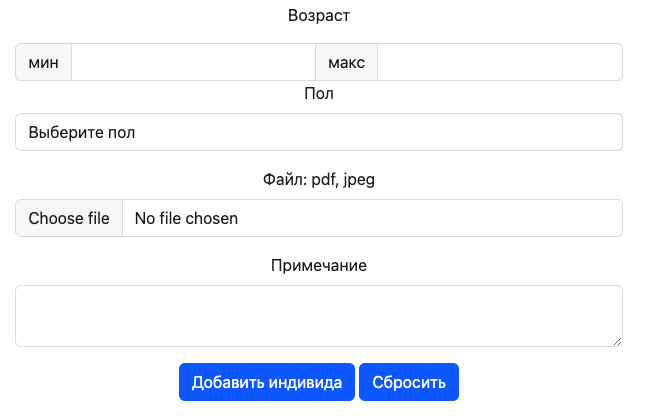 Возраст
мин макс
Пол
Выберите пол
Файл: pdf, jpeg
Choose file No file chosen
Примечание
Добавить индивида Сбросить